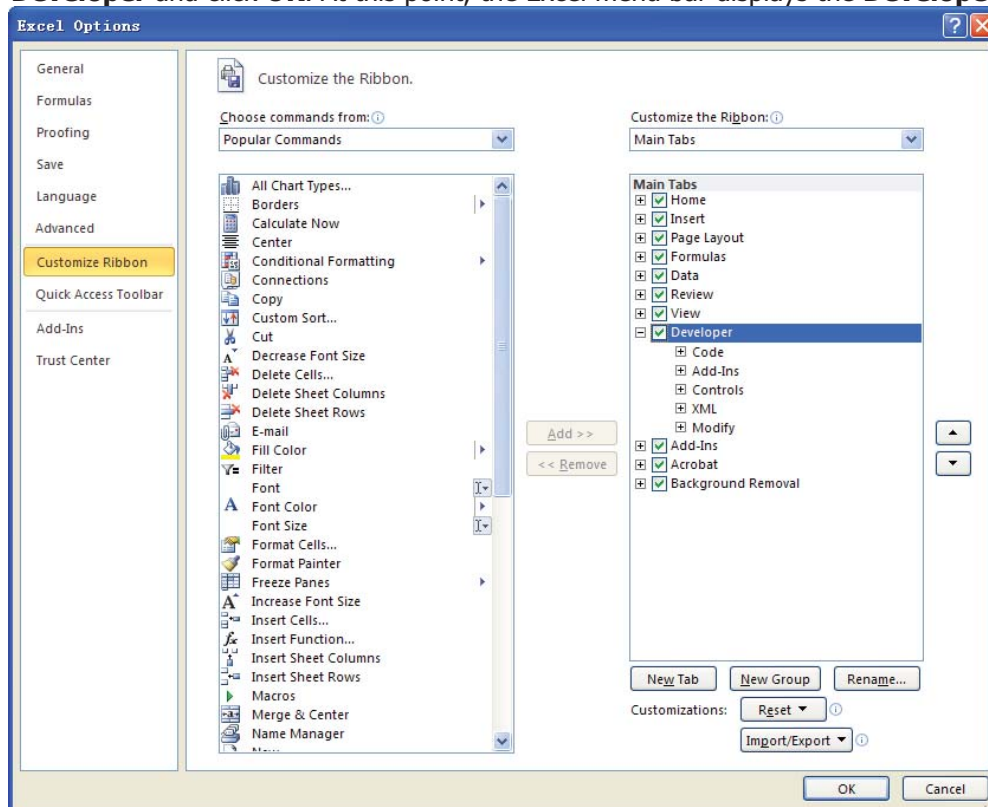 Developer and click OK. At this point, the Excel menu bar displays the Develope
Excel Options
General
Formulas
Proofing
Save
Language
Advanced
Customize Ribbon
Quick Access Toolbar
Add-Ins
Trust Center
Customize the Ribbon.
Choose commands from:
Popular Commands
All Chart Types...
Borders
Calculate Now
Center
Conditional Formatting
Connections
Copy
Custom Sort...
Cut
Decrease Font Size
Delete Cells...
Delete Sheet Columns
Delete Sheet Rows
E-mail
Fill Color
Filter
Font
Font Color
Font Size
Format Cells...
Format Painter
Freeze Panes
Increase Font Size
Insert Cells...
Insert Function...
Insert Sheet Columns
Insert Sheet Rows
Macros
Merge & Center
Name Manager
Add >>
<< Remove
Customize the Ribbon:
Main Tabs
Main Tabs
Home
Insert
Page Layout
Formulas
Data
Review
View
Developer
Code
Add-Ins
Controls
XML
Modify
Add-Ins
Acrobat
Background Removal
New Tab
New Group
Rename...
Customizations:
Reset
Import/Export
OK
Cancel